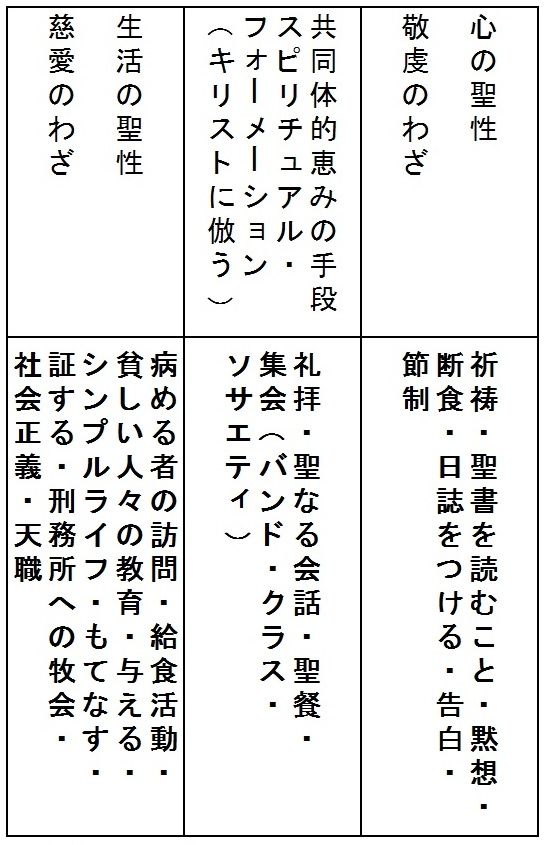 心の聖性
敬虔のわざ
祈祷・聖書を読むこと・黙想・
断食・日誌をつける・告白・
節制
共同体的恵みの手段
スピリチュアル・
フォーメーション
（キリストに倣う）
礼拝・聖なる会話・聖餐・
集会（バンド・クラス・
ソサエティ）
生活の聖性
慈愛のわざ
病める者の訪問・給食活動・
貧しい人々の教育・与える・
シンプルライフ・もてなす・
証する・刑務所への牧会・
社会正義・天職